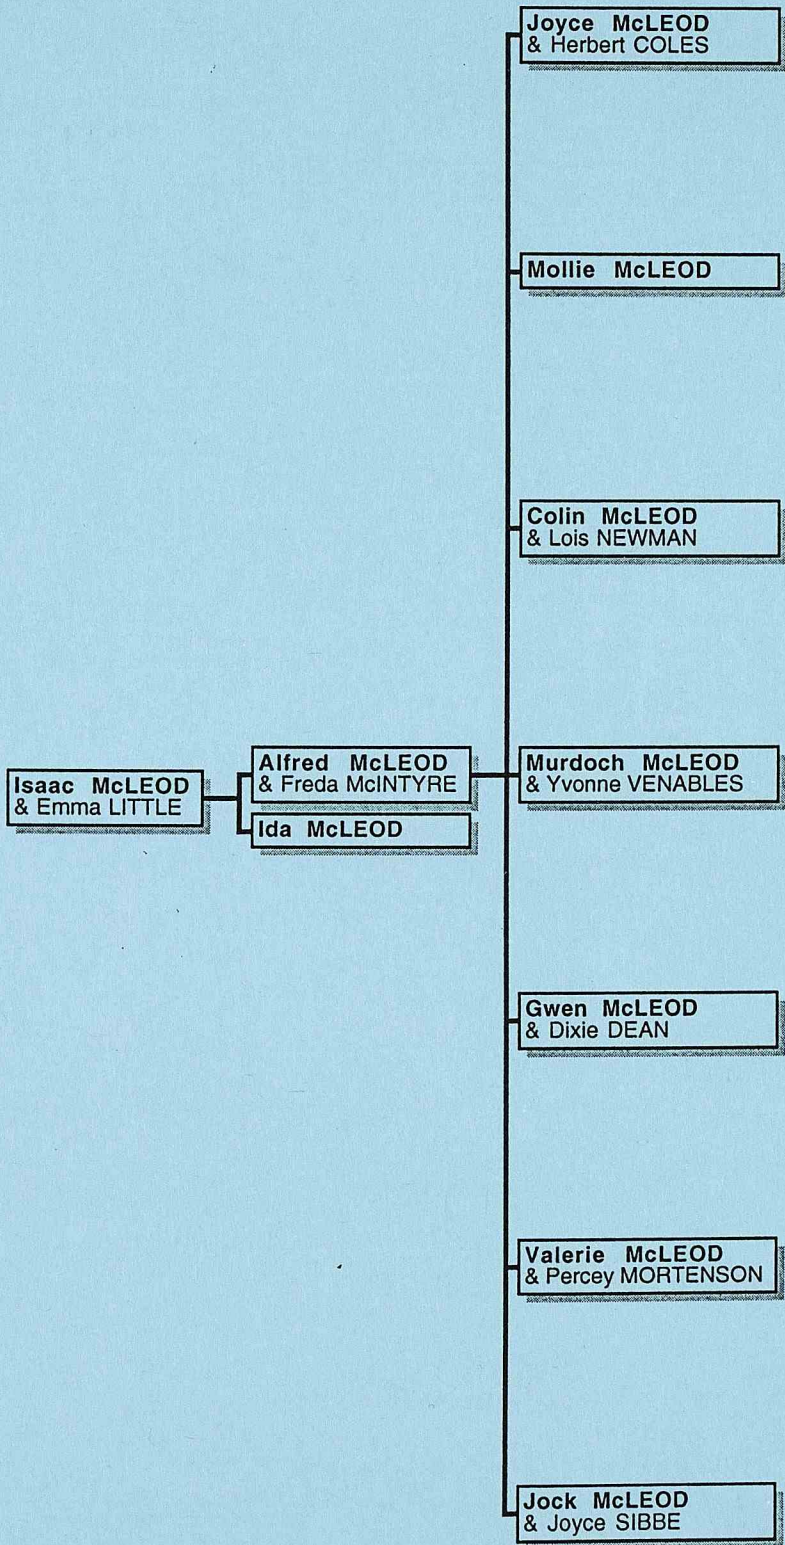 Joyce McLEOD
& Herbert COLES
Mollie McLEOD
Colin McLEOD
& Lois NEWMAN
Isaac McLEOD
& Emma LITTLE
Alfred McLEOD
& Freda McINTYRE
Ida McLEOD
Murdoch McLEOD
& Yvonne VENABLES
Gwen McLEOD
& Dixie DEAN
Valerie McLEOD
& Percey MORTENSON
Jock McLEOD
& Joyce SIBBE